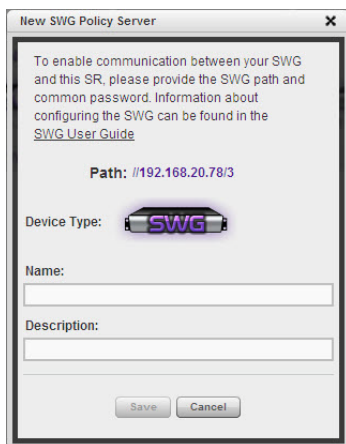 New SWG Policy Server
To enable communication between your SWG
and this SR, please provide the SWG path and
common password. Information about
configuring the SWG can be found in the
SWG User Guide
Path: //192.168.20.78/3
Device Type: SWG
Name:
Description:
Save Cancel